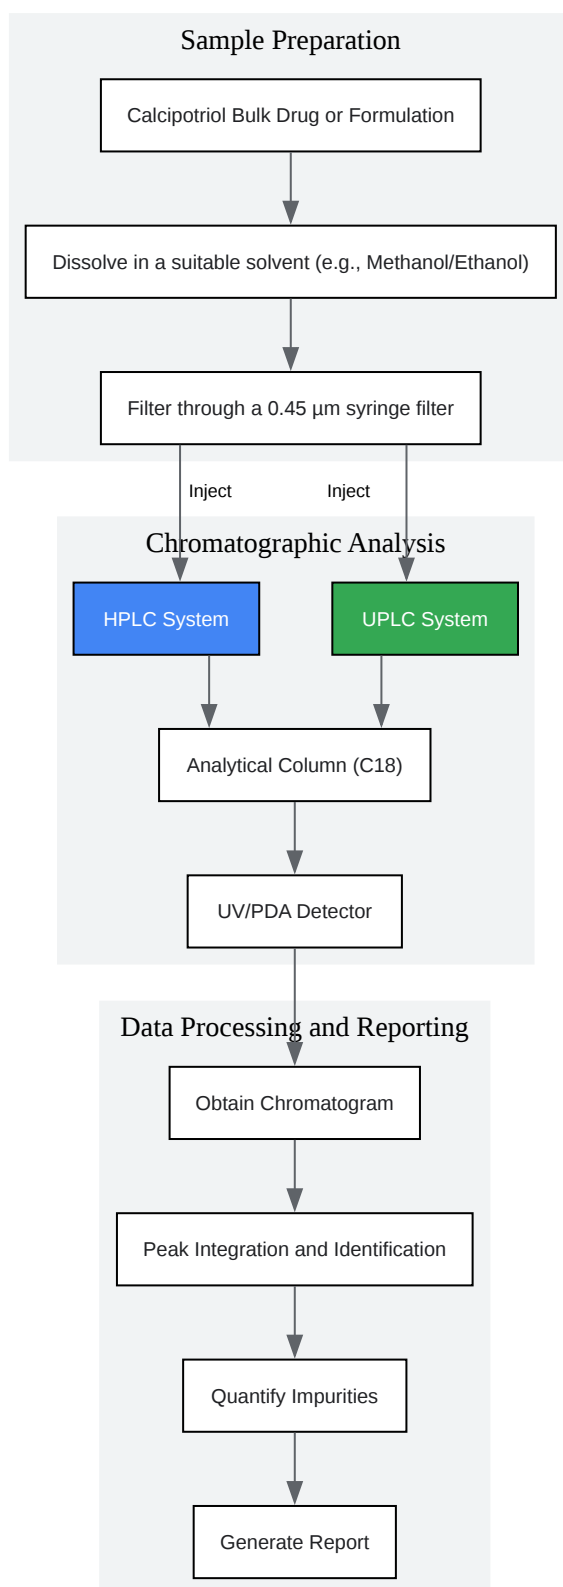 Sample Preparation
Calcipotriol Bulk Drug or Formulation
Dissolve in a suitable solvent (e.g., Methanol/Ethanol)
Filter through a 0.45 µm syringe filter
Inject
Inject
Chromatographic Analysis
HPLC System
UPLC System
Analytical Column (C18)
UV/PDA Detector
Data Processing and Reporting
Obtain Chromatogram
Peak Integration and Identification
Quantify Impurities
Generate Report